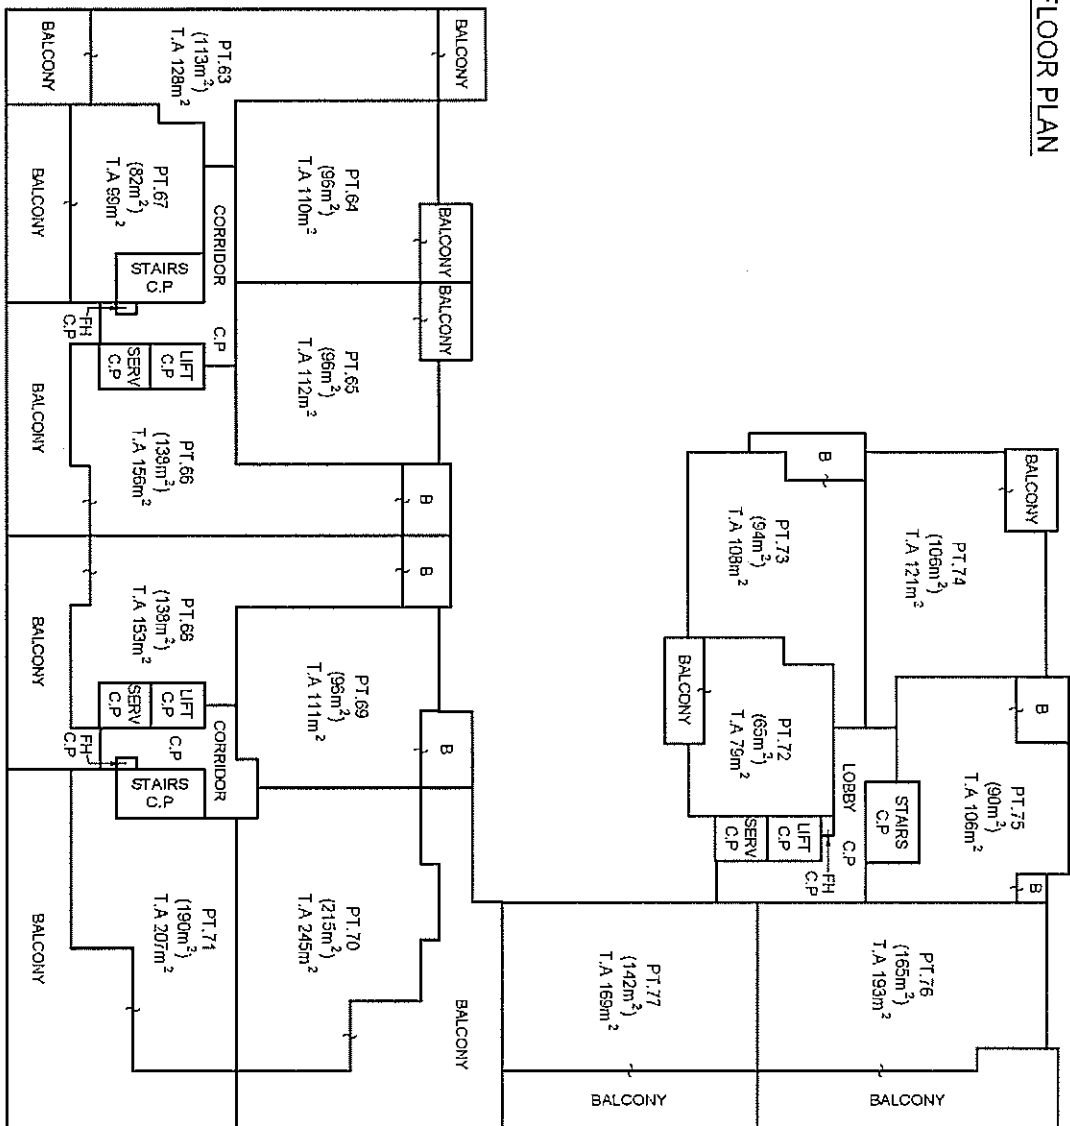 FLOOR PLAN
BALCONY
PT.63
(113m²)
T.A 128m²
BALCONY
BALCONY
PT.67
(82m²)
T.A 99m²
STAIRS
C.P
CORRIDOR
C.P
PT.64
(96m²)
T.A 110m²
BALCONY
BALCONY
PT.65
(96m²)
T.A 112m²
FH
C.P
SERV
C.P
LIFT
C.P
BALCONY
PT.66
(139m²)
T.A 156m²
B
B
BALCONY
PT.68
(138m²)
T.A 153m²
SERV
C.P
LIFT
C.P
FH
C.P
C.P
CORRIDOR
STAIRS
C.P
PT.69
(96m²)
T.A 111m²
B
BALCONY
PT.71
(190m²)
T.A 207m²
PT.70
(215m²)
T.A 245m²
BALCONY
B
PT.73
(94m²)
T.A 108m²
PT.74
(106m²)
T.A 121m²
BALCONY
BALCONY
PT.72
(65m²)
T.A 79m²
LOBBY
C.P
SERV
C.P
LIFT
C.P
FH
C.P
STAIRS
C.P
PT.75
(90m²)
T.A 106m²
B
B
PT.77
(142m²)
T.A 169m²
PT.76
(165m²)
T.A 193m²
BALCONY
BALCONY